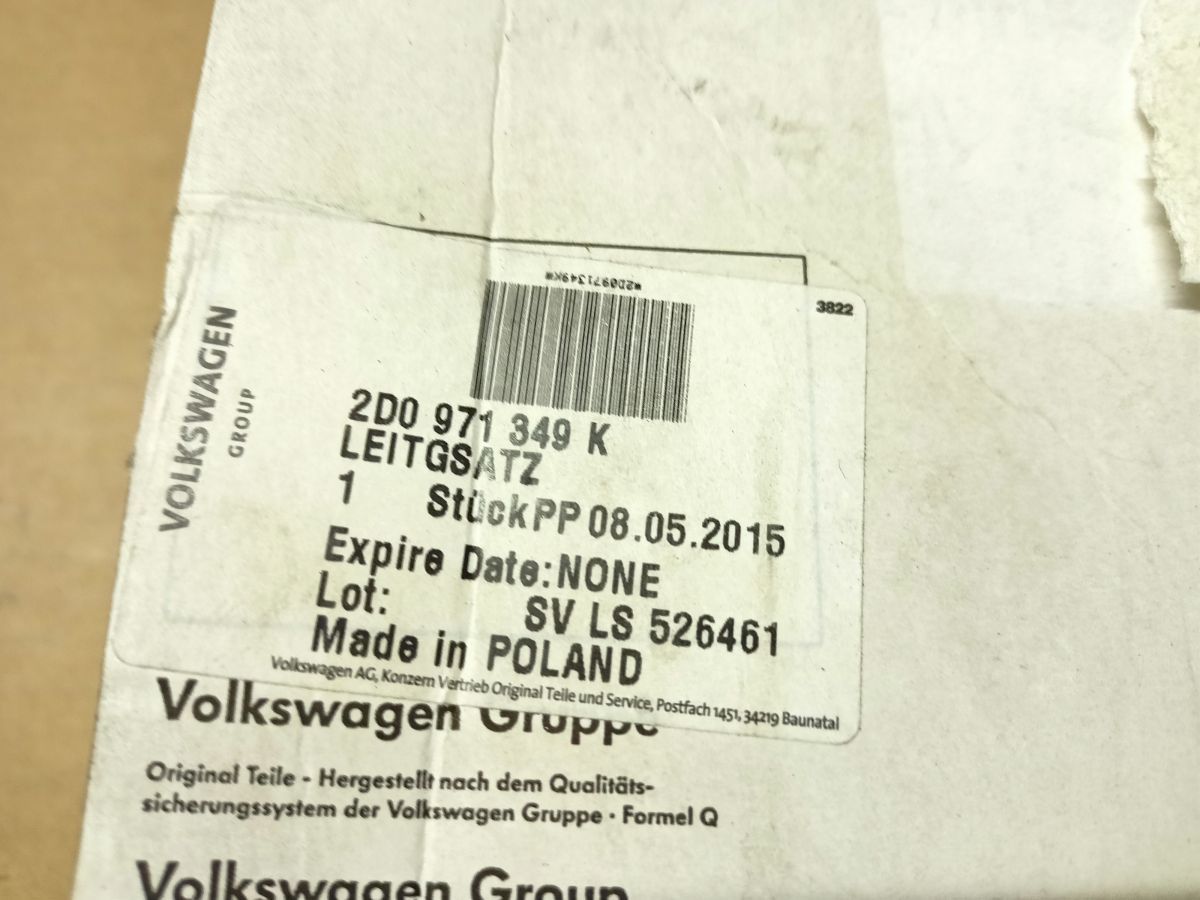 *2D0971349K*
3822
VOLKSWAGEN
GROUP
2D0 971 349 K
LEITGSATZ
1 Stück PP 08.05.2015
Expire Date:NONE
Lot: SV LS 526461
Made in POLAND
Volkswagen AG, Konzern Vertrieb Original Teile und Service, Postfach 1451, 34219 Baunatal
Volkswagen Gruppe
Original Teile - Hergestellt nach dem Qualitäts-
sicherungssystem der Volkswagen Gruppe · Formel Q
Volkswagen Group